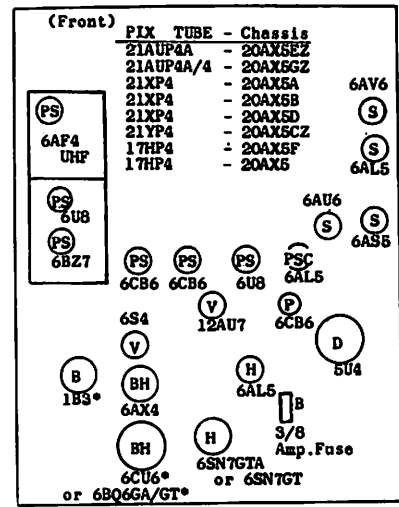 (Front)
PIX TUBE - Chassis
21AUP4A - 20AX5EZ
21AUP4A/4 - 20AX5GZ
21XP4 - 20AX5A
21XP4 - 20AX5B
21XP4 - 20AX5D
21YP4 - 20AX5CZ
17HP4 - 20AX5F
17HP4 - 20AX5
6AV6
PS
S
6AF4
UHF
S
6AL5
PS
6U8
6AU6
S
S
6AS5
PS
6BZ7
PS
PS
PS
PSC
6CB6
6CB6
6U8
6AL5
V
12AU7
P
6CB6
6S4
V
D
5U4
B
1B3*
BH
6AX4
H
6AL5
B
3/8
Amp.Fuse
BH
6CU6*
or 6BQ6GA/GT*
H
6SN7GTA
or 6SN7GT